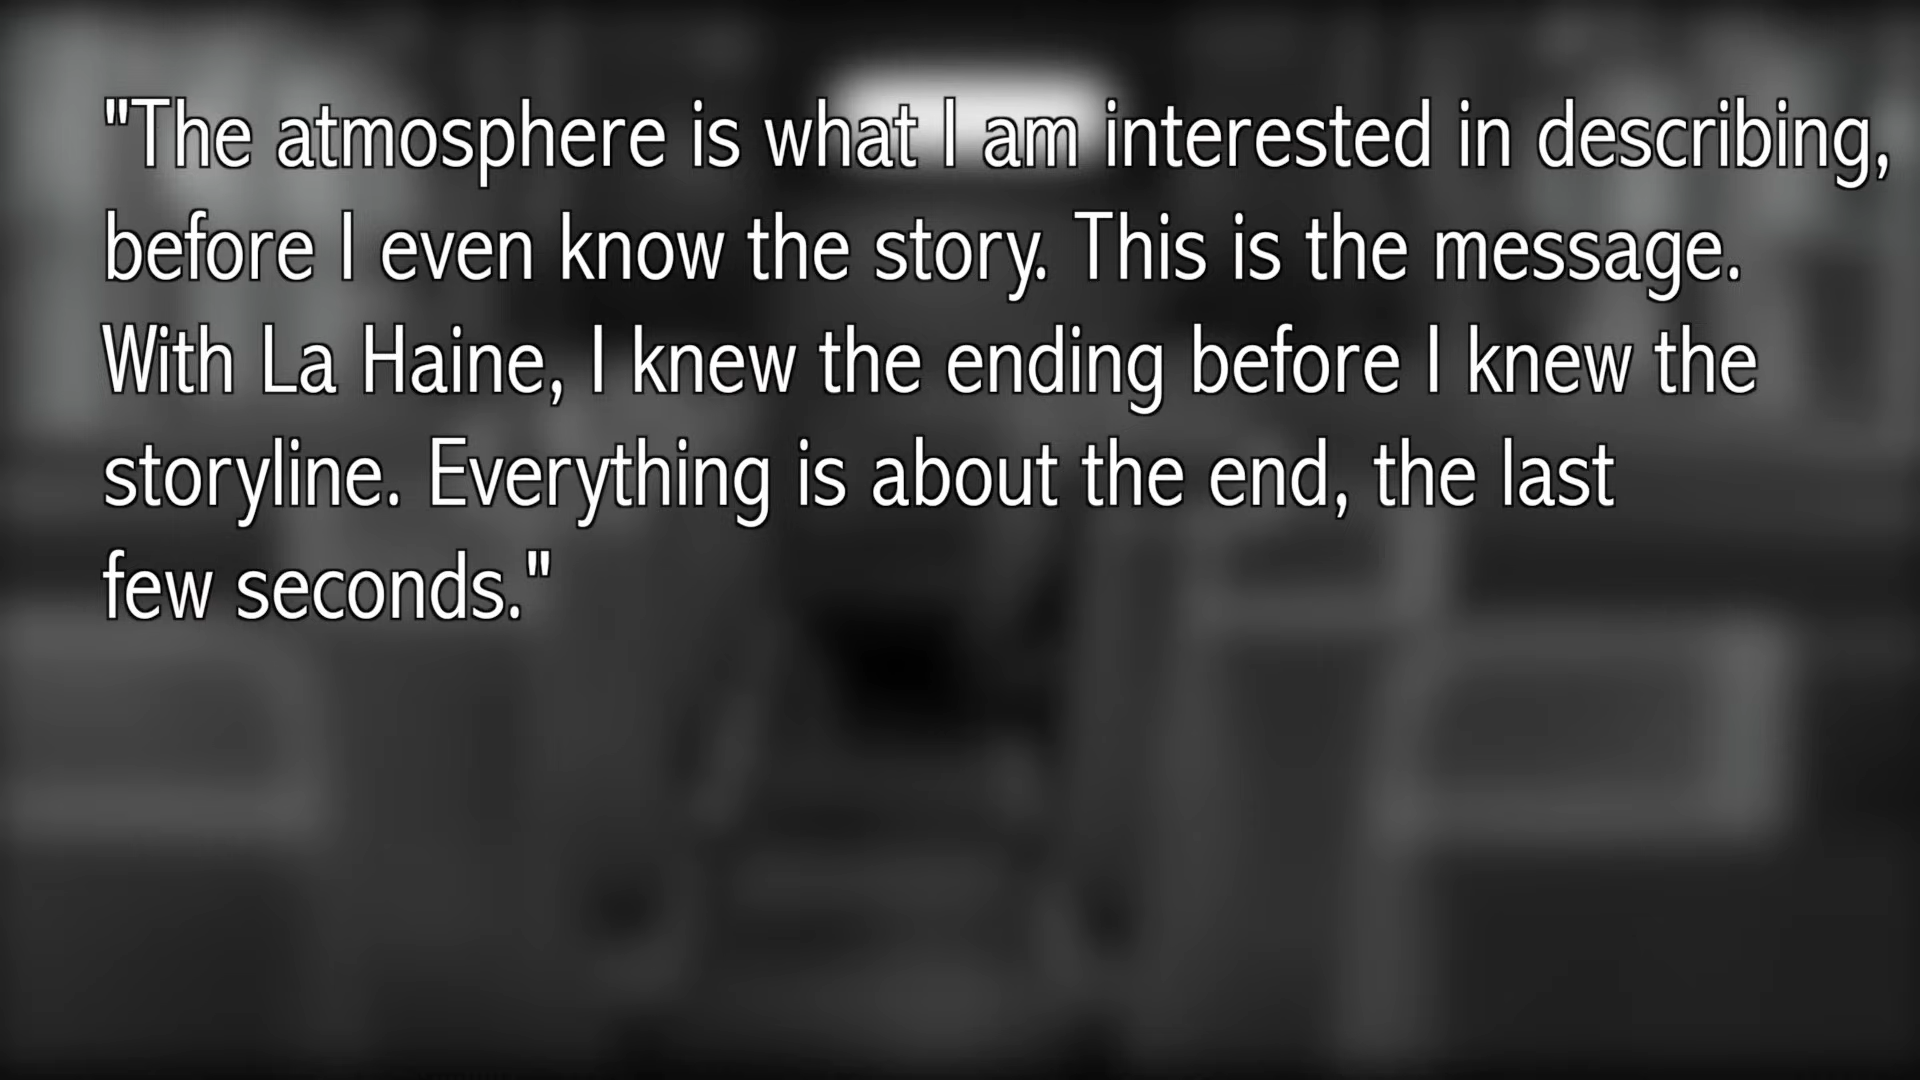 "The atmosphere is what I am interested in describing,
before I even know the story. This is the message.
With La Haine, I knew the ending before I knew the
storyline. Everything is about the end, the last
few seconds."